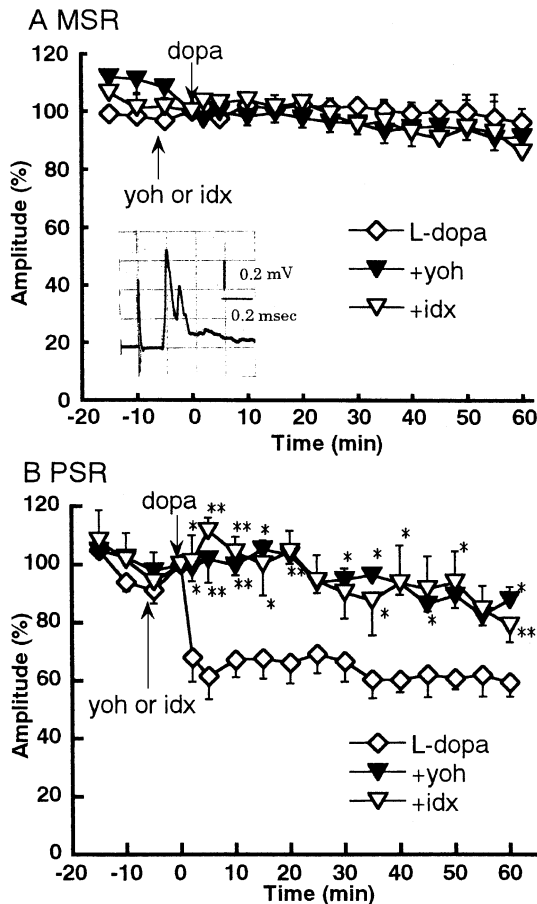 A MSR
120
100
80
60
40
20
0
Amplitude (%)
dopa
yoh or idx
L-dopa
+yoh
+idx
0.2 mV
0.2 msec
-20 -10 0 10 20 30 40 50 60
Time (min)
B PSR
120
100
80
60
40
20
0
Amplitude (%)
dopa
yoh or idx
* ** ** * * * *
* ** ** * ** * * * **
L-dopa
+yoh
+idx
-20 -10 0 10 20 30 40 50 60
Time (min)